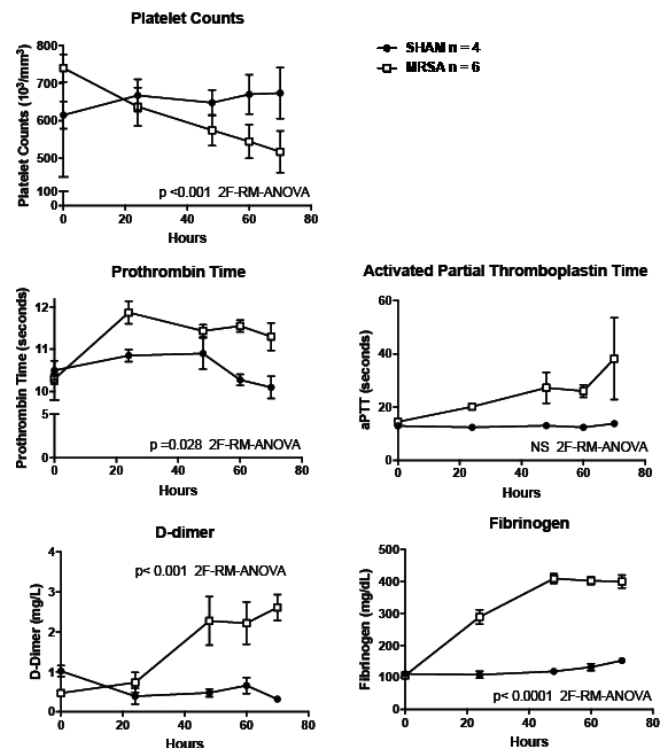 Platelet Counts
SHAM n = 4
MRSA n = 6
Platelet Counts (10³/mm³)
800
700
600
500
100
0
p <0.001 2F-RM-ANOVA
0 20 40 60 80
Hours
Prothrombin Time
Prothrombin Time (seconds)
12
11
10
5
0
p =0.028 2F-RM-ANOVA
0 20 40 60 80
Hours
Activated Partial Thromboplastin Time
aPTT (seconds)
60
40
20
0
NS 2F-RM-ANOVA
0 20 40 60 80
Hours
D-dimer
D-Dimer (mg/L)
4
3
2
1
0
p< 0.001 2F-RM-ANOVA
0 20 40 60 80
Hours
Fibrinogen
Fibrinogen (mg/dL)
500
400
300
200
100
0
p< 0.0001 2F-RM-ANOVA
0 20 40 60 80
Hours